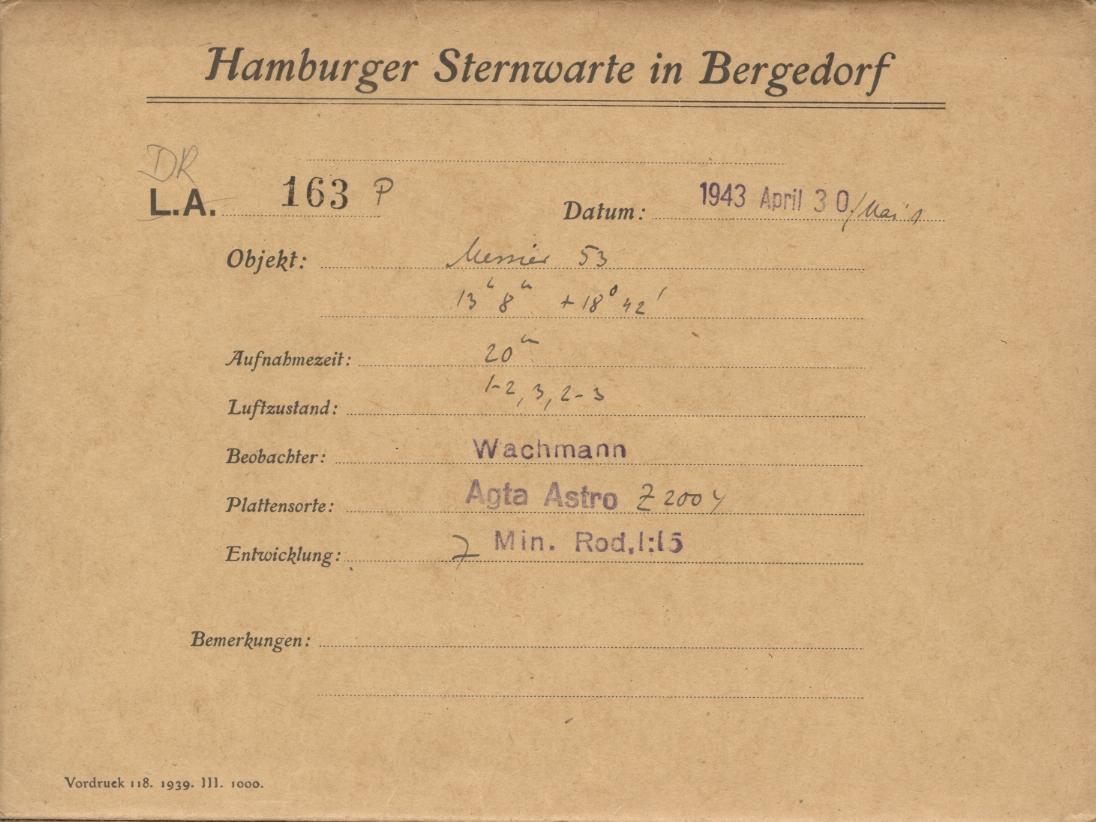 Hamburger Sternwarte in Bergedorf
DR
L.A. 163 P
Datum: 1943 April 30/Mai 1
Objekt: Messier 53
13ʰ 8ᵐ +18° 42'
Aufnahmezeit: 20ᵐ
Luftzustand: 1-2, 3, 2-3
Beobachter: Wachmann
Plattensorte: Agfa Astro Z 2004
Entwicklung: 7 Min. Rod, 1:15
Bemerkungen:
Vordruck 118. 1939. III. 1000.